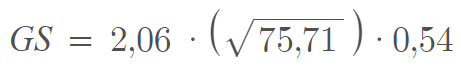 GS = 2,06 · (√75,71) · 0,54